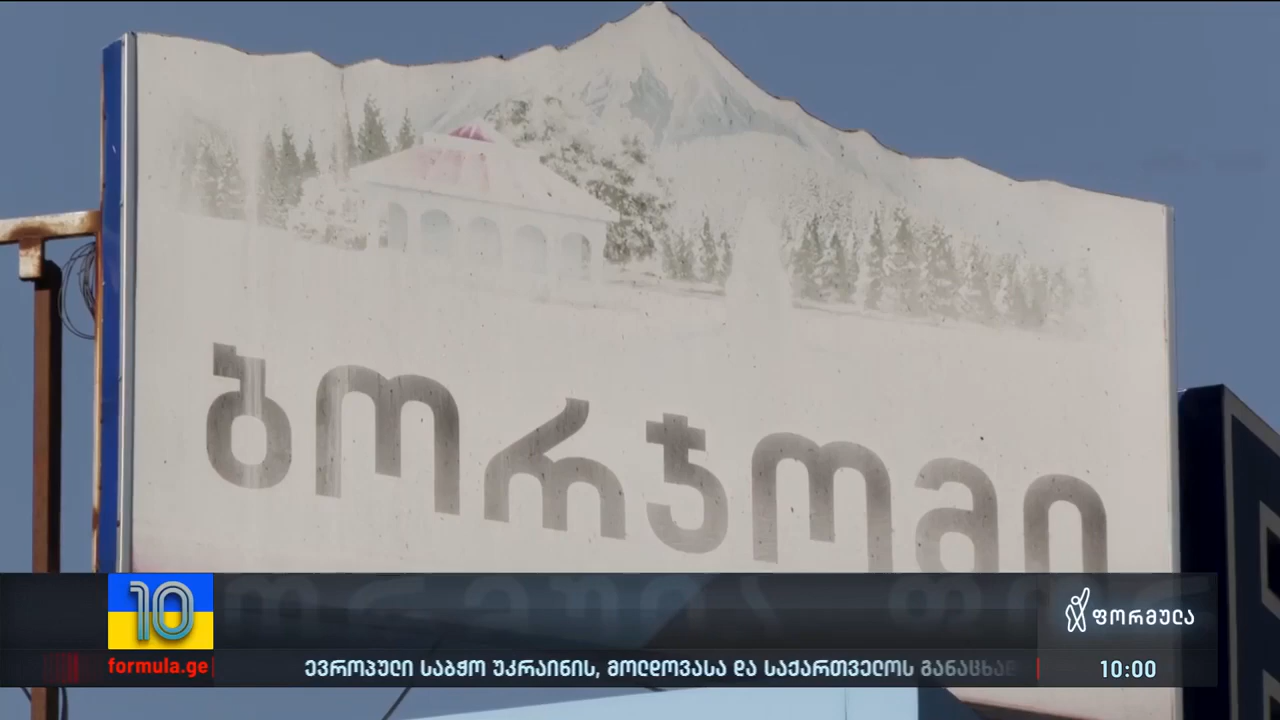 ბორჯომი
10
ფორმულა
formula.ge
ევროპული საბჭო უკრაინის, მოლდოვასა და საქართველოს
10:00